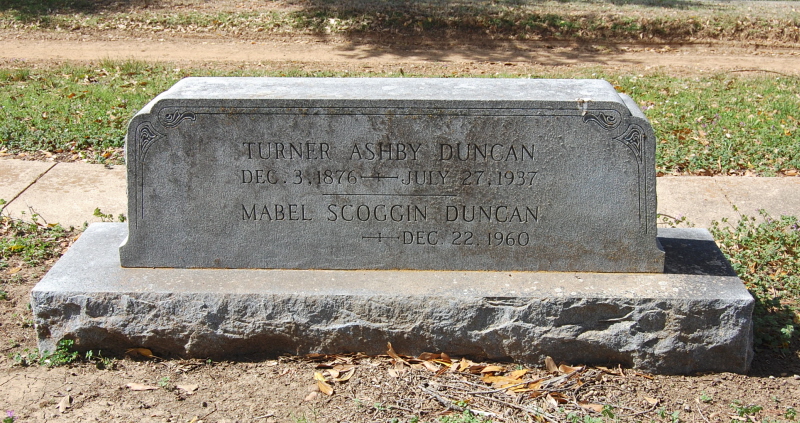 TURNER ASHBY DUNCAN
DEC. 3, 1876 — JULY 27, 1937
MABEL SCOGGIN DUNCAN
— DEC. 22, 1960